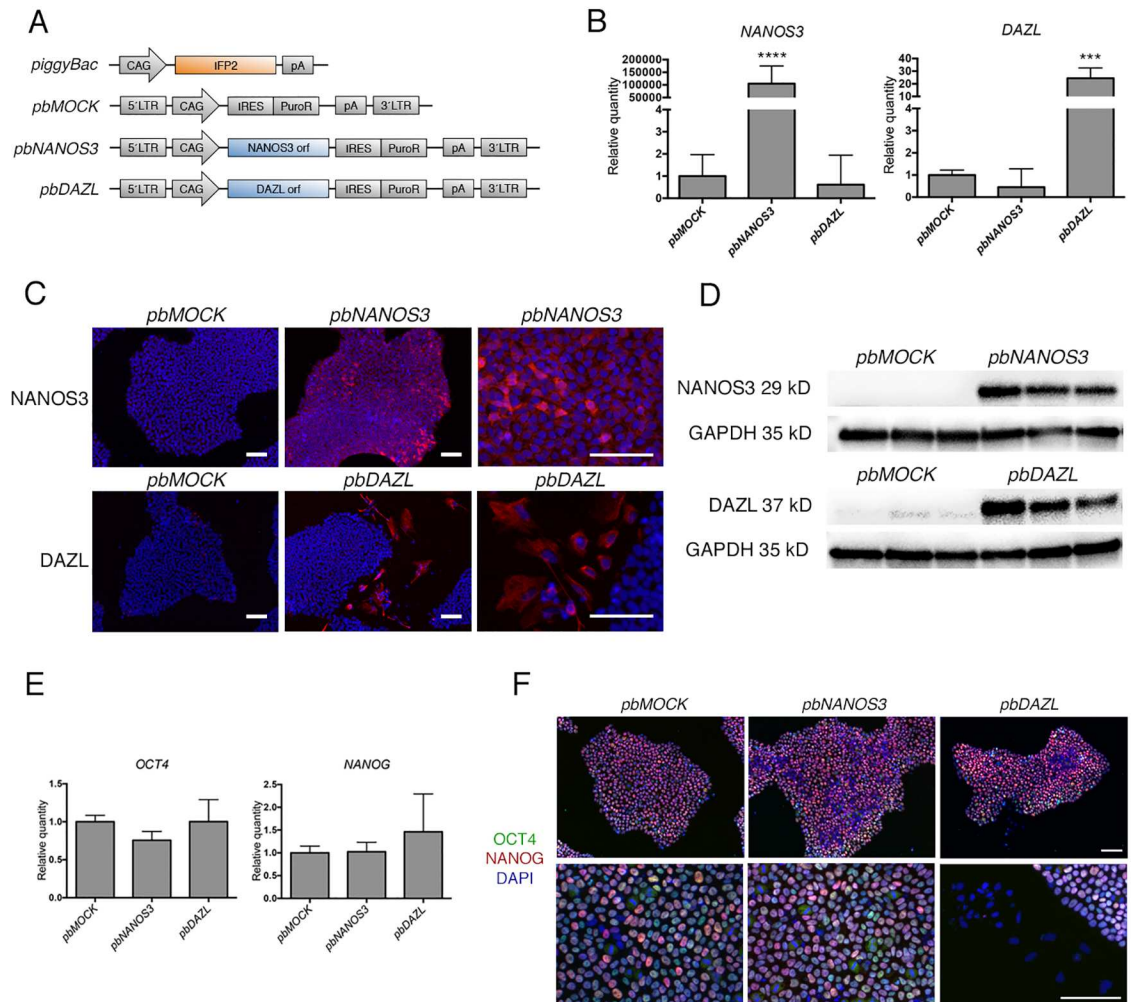 A
piggyBac CAG IFP2 pA
pbMOCK 5´LTR CAG IRES PuroR pA 3´LTR
pbNANOS3 5´LTR CAG NANOS3 orf IRES PuroR pA 3´LTR
pbDAZL 5´LTR CAG DAZL orf IRES PuroR pA 3´LTR
B
NANOS3
Relative quantity
200000
150000
100000
50000
4
2
1
0
****
pbMOCK pbNANOS3 pbDAZL
DAZL
Relative quantity
40
30
20
10
4
2
1
0
***
pbMOCK pbNANOS3 pbDAZL
C
pbMOCK pbNANOS3 pbNANOS3
NANOS3
pbMOCK pbDAZL pbDAZL
DAZL
D
pbMOCK pbNANOS3
NANOS3 29 kD
GAPDH 35 kD
pbMOCK pbDAZL
DAZL 37 kD
GAPDH 35 kD
E
OCT4
Relative quantity
1.5
1.0
0.5
0.0
pbMOCK pbNANOS3 pbDAZL
NANOG
Relative quantity
2.5
2.0
1.5
1.0
0.5
0.0
pbMOCK pbNANOS3 pbDAZL
F
pbMOCK pbNANOS3 pbDAZL
OCT4
NANOG
DAPI